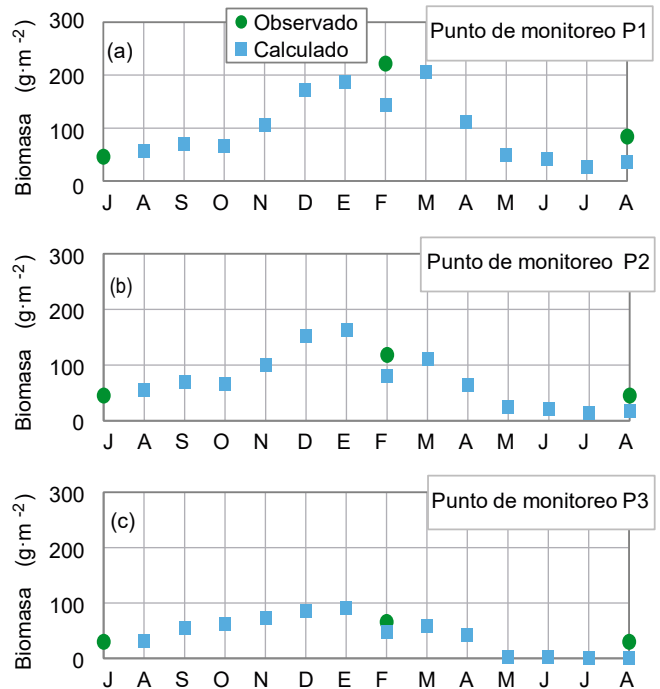 (a)
Observado
Calculado
Punto de monitoreo P1
Biomasa (g·m⁻²)
300
200
100
0
J A S O N D E F M A M J J A
(b)
Punto de monitoreo P2
Biomasa (g·m⁻²)
300
200
100
0
J A S O N D E F M A M J J A
(c)
Punto de monitoreo P3
Biomasa (g·m⁻²)
300
200
100
0
J A S O N D E F M A M J J A